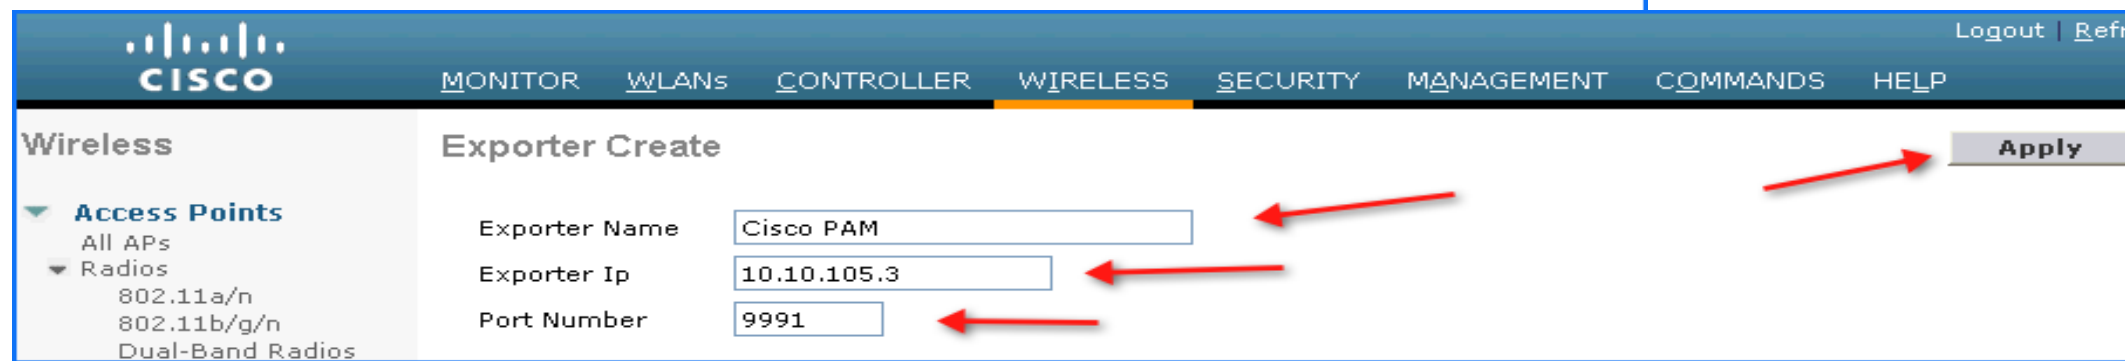 Logout | Refr
CISCO
MONITOR WLANs CONTROLLER WIRELESS SECURITY MANAGEMENT COMMANDS HELP
Wireless
Exporter Create
Apply
Access Points
All APs
Radios
802.11a/n
802.11b/g/n
Dual-Band Radios
Exporter Name Cisco PAM
Exporter Ip 10.10.105.3
Port Number 9991